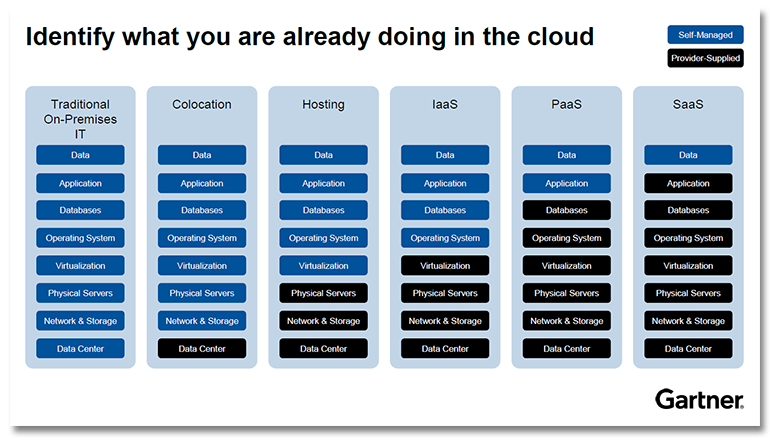 Identify what you are already doing in the cloud
Self-Managed
Provider-Supplied
Traditional
On-Premises
IT
Data
Application
Databases
Operating System
Virtualization
Physical Servers
Network & Storage
Data Center
Colocation
Data
Application
Databases
Operating System
Virtualization
Physical Servers
Network & Storage
Data Center
Hosting
Data
Application
Databases
Operating System
Virtualization
Physical Servers
Network & Storage
Data Center
IaaS
Data
Application
Databases
Operating System
Virtualization
Physical Servers
Network & Storage
Data Center
PaaS
Data
Application
Databases
Operating System
Virtualization
Physical Servers
Network & Storage
Data Center
SaaS
Data
Application
Databases
Operating System
Virtualization
Physical Servers
Network & Storage
Data Center
Gartner®